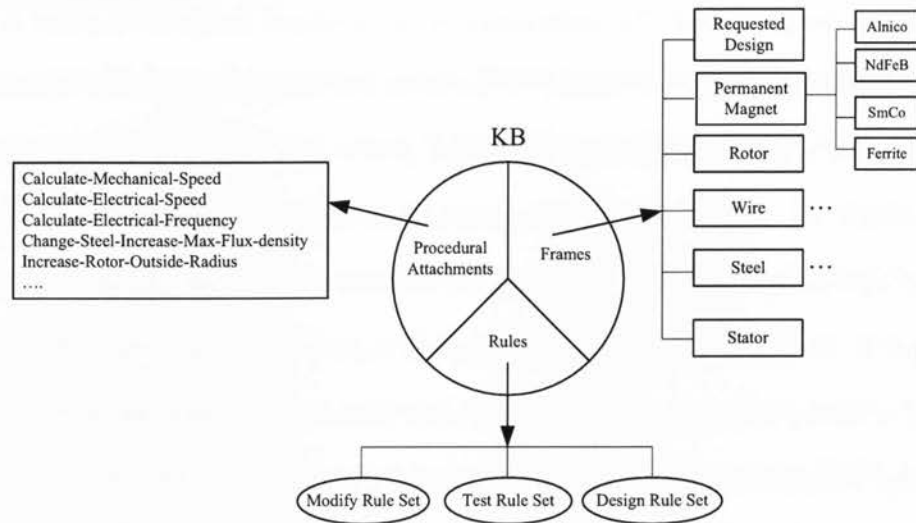 KB
Procedural
Attachments
Frames
Rules
Calculate-Mechanical-Speed
Calculate-Electrical-Speed
Calculate-Electrical-Frequency
Change-Steel-Increase-Max-Flux-density
Increase-Rotor-Outside-Radius
....
Requested
Design
Permanent
Magnet
Rotor
Wire ...
Steel ...
Stator
Alnico
NdFeB
SmCo
Ferrite
Modify Rule Set
Test Rule Set
Design Rule Set